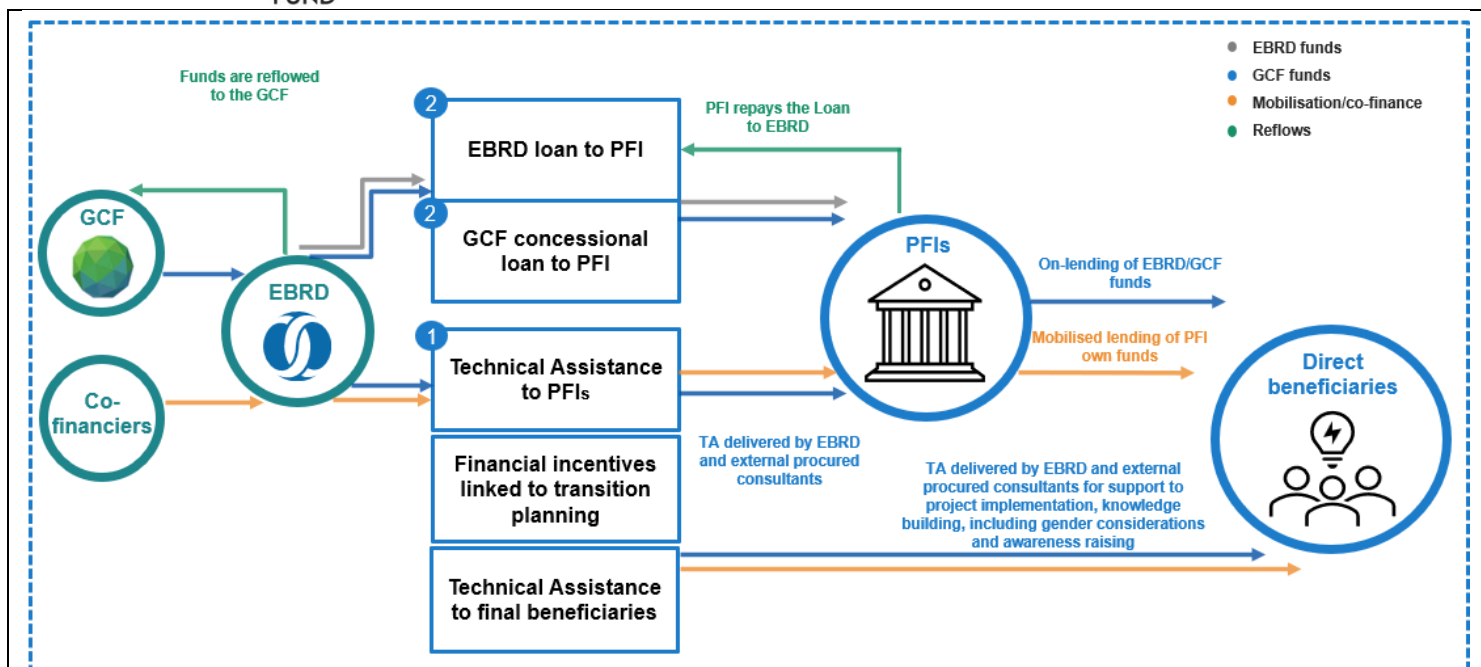 FUND
EBRD funds
GCF funds
Mobilisation/co-finance
Reflows
Funds are reflowed
to the GCF
2
EBRD loan to PFI
PFI repays the Loan
to EBRD
GCF
2
GCF concessional
loan to PFI
EBRD
PFIs
On-lending of EBRD/GCF
funds
1
Technical Assistance
to PFIs
Mobilised lending of PFI
own funds
Direct
beneficiaries
Co-
financiers
TA delivered by EBRD
and external procured
consultants
Financial incentives
linked to transition
planning
TA delivered by EBRD and external
procured consultants for support to
project implementation, knowledge
building, including gender considerations
and awareness raising
Technical Assistance
to final beneficiaries